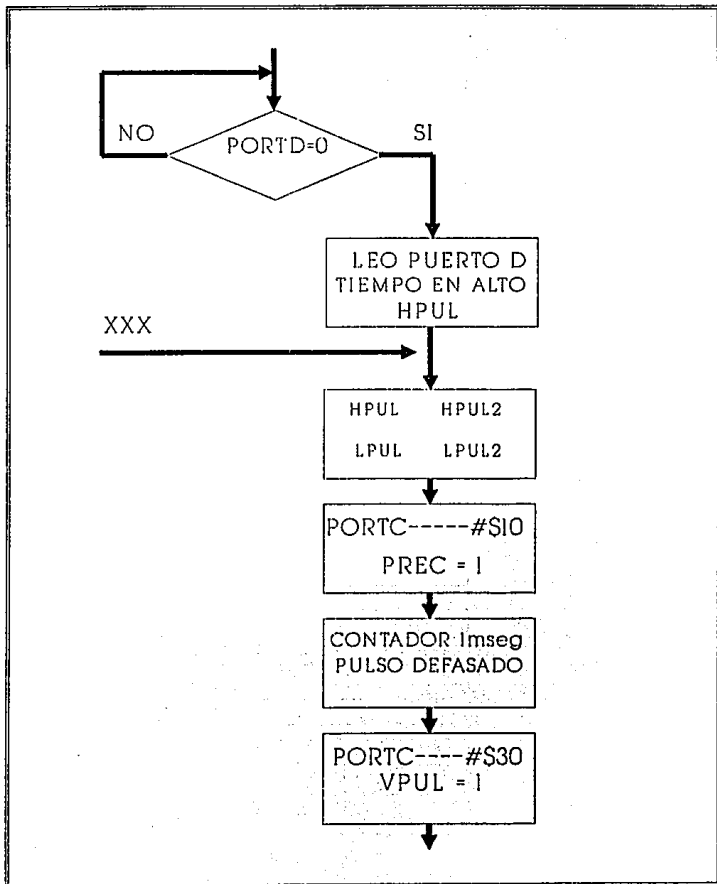 NO
PORTD=0
SI
LEO PUERTO D
TIEMPO EN ALTO
HPUL
XXX
HPUL HPUL2
LPUL LPUL2
PORTC-----#$10
PREC = 1
CONTADOR 1mseg
PULSO DEFASADO
PORTC----#$30
VPUL = 1